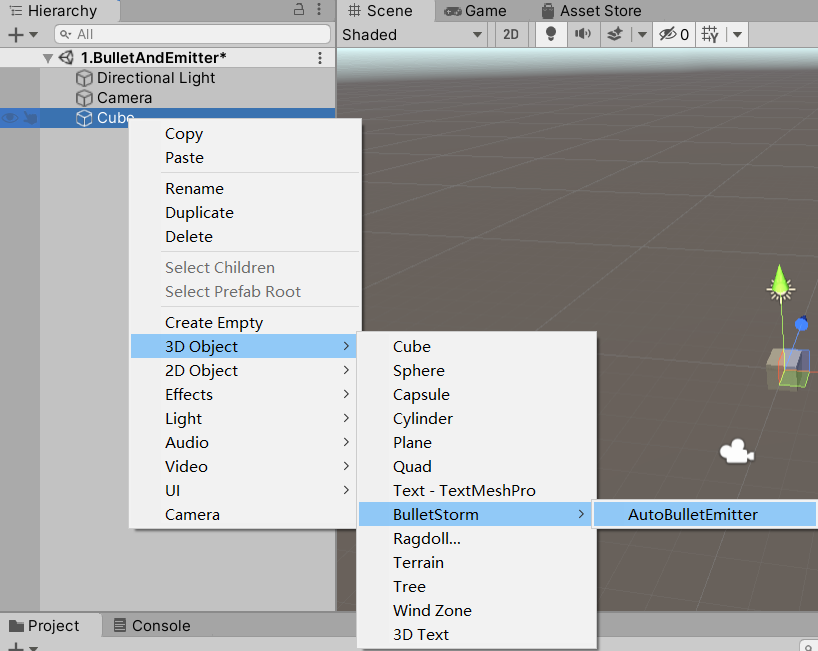 Hierarchy
All
1.BulletAndEmitter*
Directional Light
Camera
Cube
Copy
Paste
Rename
Duplicate
Delete
Select Children
Select Prefab Root
Create Empty
3D Object
2D Object
Effects
Light
Audio
Video
UI
Camera
Cube
Sphere
Capsule
Cylinder
Plane
Quad
Text - TextMeshPro
BulletStorm
Ragdoll...
Terrain
Tree
Wind Zone
3D Text
AutoBulletEmitter
Scene Game Asset Store
Shaded 2D 0
Project Console